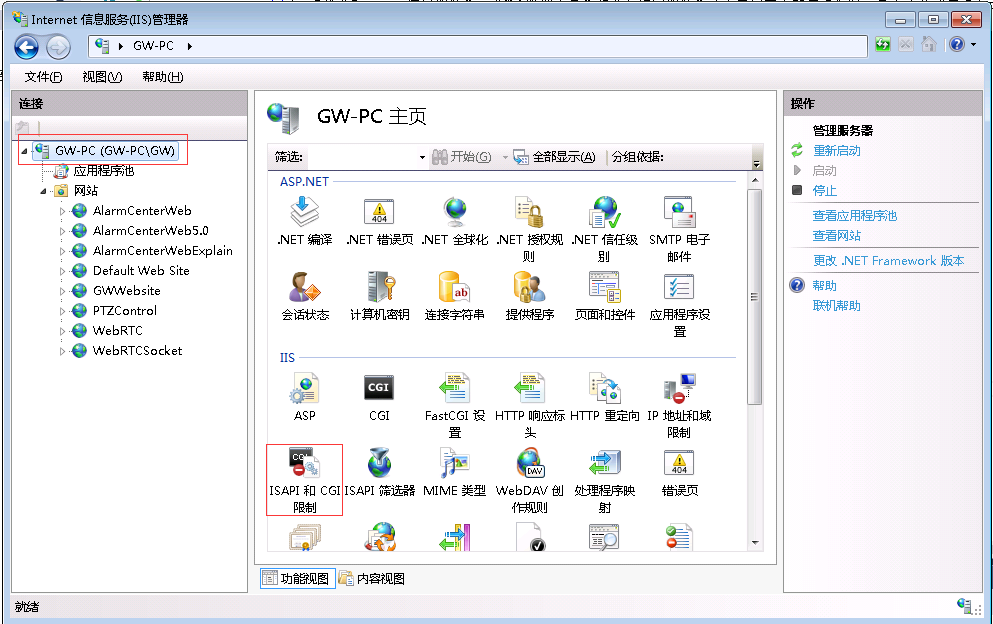 Internet 信息服务(IIS)管理器
GW-PC
文件(F) 视图(V) 帮助(H)
连接
GW-PC (GW-PC\GW)
应用程序池
网站
AlarmCenterWeb
AlarmCenterWeb5.0
AlarmCenterWebExplain
Default Web Site
GWWebsite
PTZControl
WebRTC
WebRTCSocket
GW-PC 主页
筛选: 开始(G) 全部显示(A) 分组依据:
ASP.NET
.NET 编译
.NET 错误页
404
.NET 全球化
.NET 授权规则
.NET 信任级别
SMTP 电子邮件
会话状态
计算机密钥
ab
连接字符串
提供程序
页面和控件
应用程序设置
IIS
ASP
CGI
CGI
FastCGI 设置
HTTP 响应标头
HTTP 重定向
IP 地址和域限制
ISAPI 和 CGI 限制
ISAPI 筛选器
MIME 类型
DAV
WebDAV 创作规则
处理程序映射
404
错误页
功能视图 内容视图
操作
管理服务器
重新启动
启动
停止
查看应用程序池
查看网站
更改 .NET Framework 版本
帮助
联机帮助
就绪